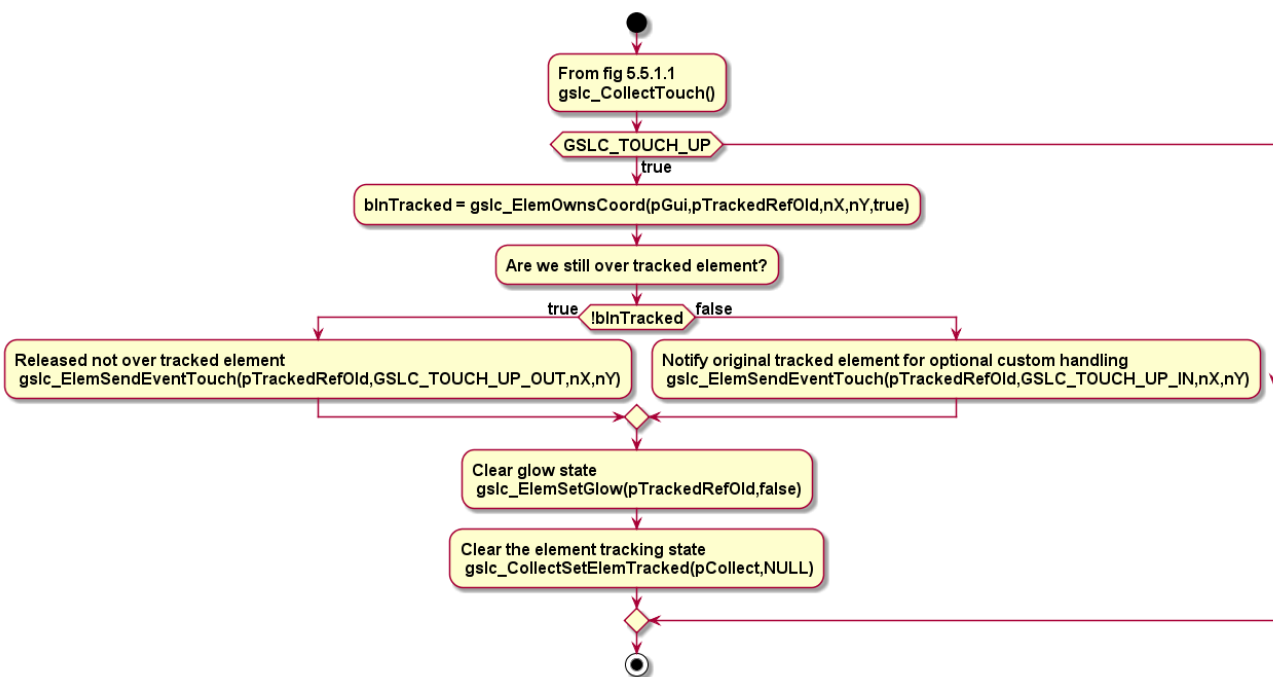 From fig 5.5.1.1
gslc_CollectTouch()
GSLC_TOUCH_UP
true
bInTracked = gslc_ElemOwnsCoord(pGui,pTrackedRefOld,nX,nY,true)
Are we still over tracked element?
true
!bInTracked
false
Released not over tracked element
gslc_ElemSendEventTouch(pTrackedRefOld,GSLC_TOUCH_UP_OUT,nX,nY)
Notify original tracked element for optional custom handling
gslc_ElemSendEventTouch(pTrackedRefOld,GSLC_TOUCH_UP_IN,nX,nY)
Clear glow state
gslc_ElemSetGlow(pTrackedRefOld,false)
Clear the element tracking state
gslc_CollectSetElemTracked(pCollect,NULL)